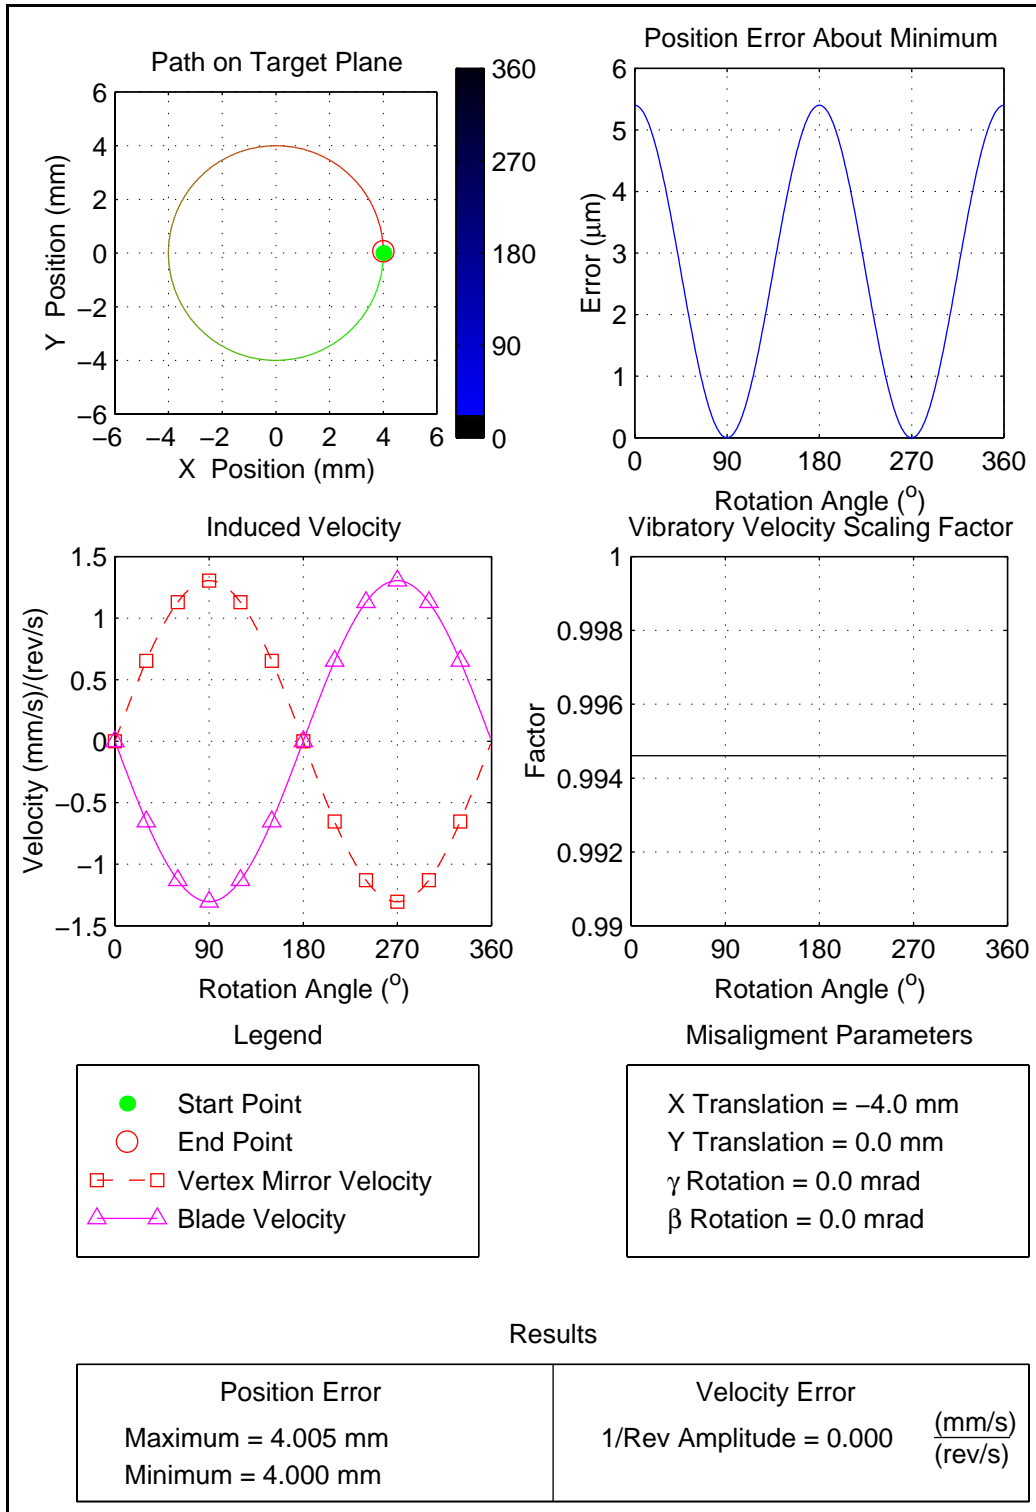 Path on Target Plane
6
4
2
0
−2
−4
−6
−6 −4 −2 0 2 4 6
X Position (mm)
Y Position (mm)
360
270
180
90
0
Position Error About Minimum
6
5
4
3
2
1
0
0 90 180 270 360
Rotation Angle (o)
Error (μm)
Induced Velocity
1.5
1
0.5
0
−0.5
−1
−1.5
0 90 180 270 360
Rotation Angle (o)
Velocity (mm/s)/(rev/s)
Vibratory Velocity Scaling Factor
1
0.998
0.996
0.994
0.992
0.99
0 90 180 270 360
Rotation Angle (o)
Factor
Legend
Start Point
End Point
Vertex Mirror Velocity
Blade Velocity
Misaligment Parameters
X Translation = −4.0 mm
Y Translation = 0.0 mm
γ Rotation = 0.0 mrad
β Rotation = 0.0 mrad
Results
Position Error
Maximum = 4.005 mm
Minimum = 4.000 mm
Velocity Error
1/Rev Amplitude = 0.000
(mm/s)
(rev/s)